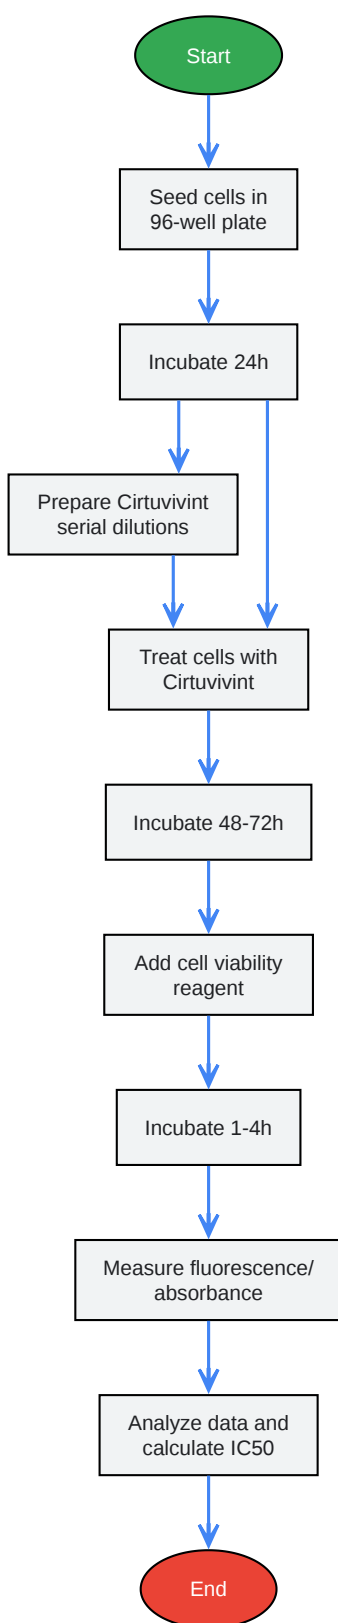 Start
Seed cells in
96-well plate
Incubate 24h
Prepare Cirtuvivint
serial dilutions
Treat cells with
Cirtuvivint
Incubate 48-72h
Add cell viability
reagent
Incubate 1-4h
Measure fluorescence/
absorbance
Analyze data and
calculate IC50
End